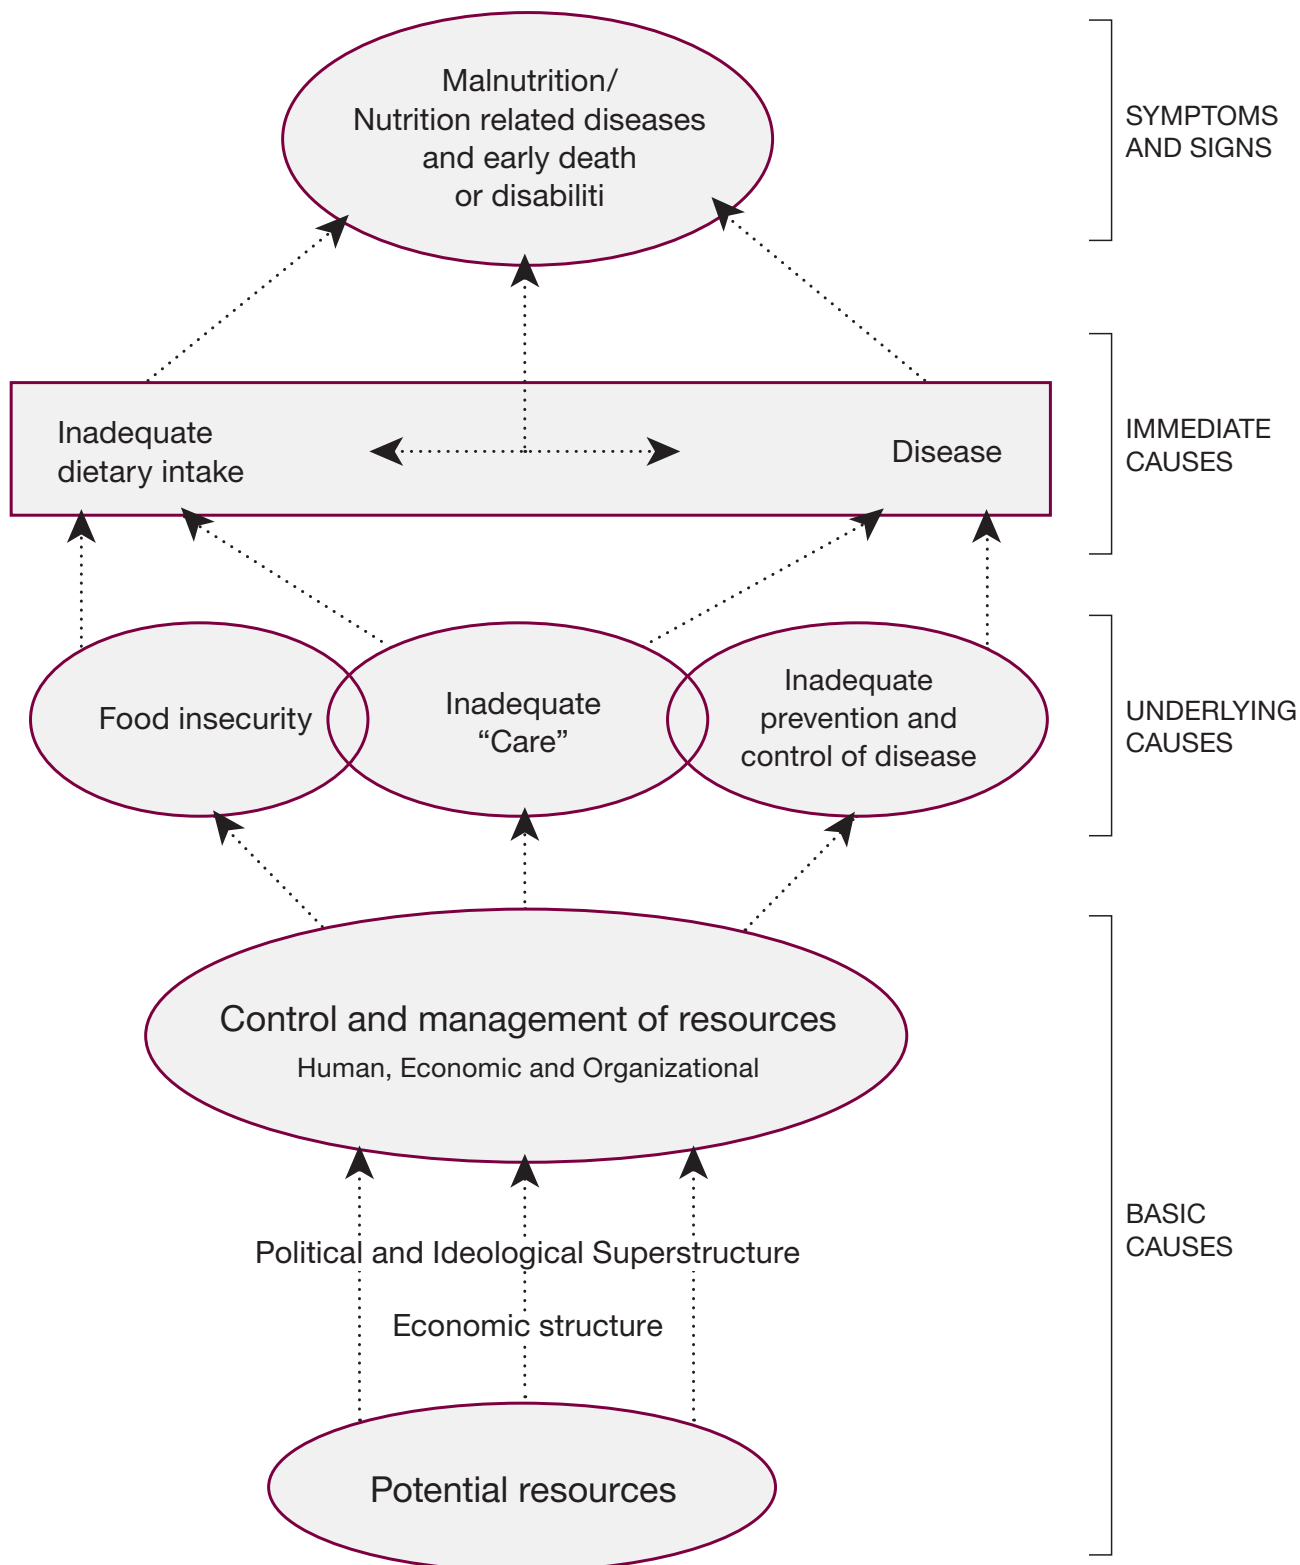 Malnutrition/
Nutrition related diseases
and early death
or disabiliti
SYMPTOMS
AND SIGNS
Inadequate
dietary intake
Disease
IMMEDIATE
CAUSES
Food insecurity
Inadequate
“Care”
Inadequate
prevention and
control of disease
UNDERLYING
CAUSES
Control and management of resources
Human, Economic and Organizational
Political and Ideological Superstructure
Economic structure
BASIC
CAUSES
Potential resources